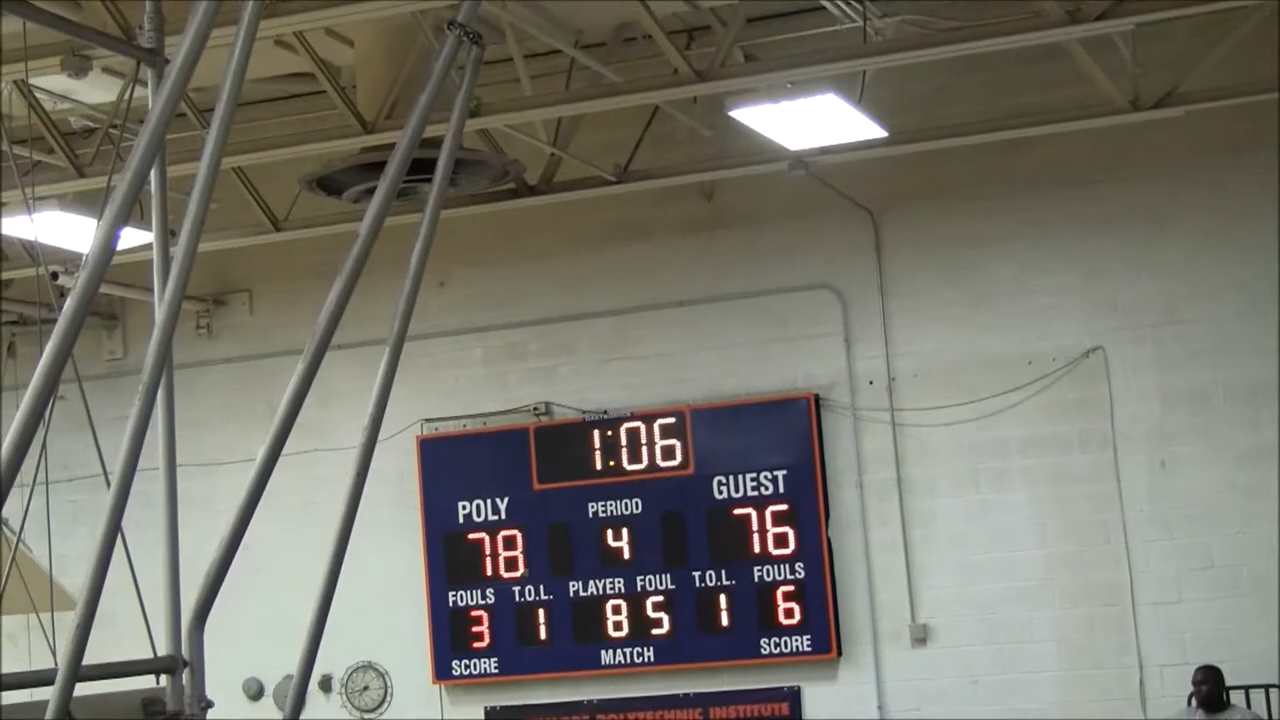 DAKTRONICS
1:06
POLY PERIOD GUEST
78 4 76
FOULS T.O.L. PLAYER FOUL T.O.L. FOULS
3 1 8 5 1 6
SCORE MATCH SCORE
POLYTECHNIC INSTITUTE